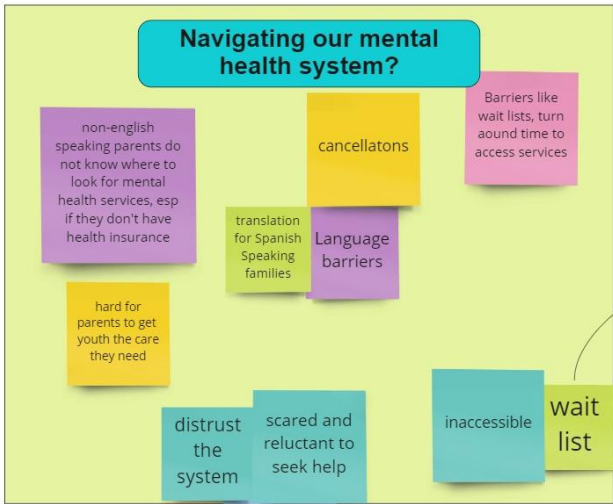 Navigating our mental
health system?
non-english
speaking parents do
not know where to
look for mental
health services, esp
if they don't have
health insurance
cancellatons
Barriers like
wait lists, turn
aound time to
access services
translation
for Spanish
Speaking
families
Language
barriers
hard for
parents to get
youth the care
they need
distrust
the
system
scared and
reluctant to
seek help
inaccessible
wait
list